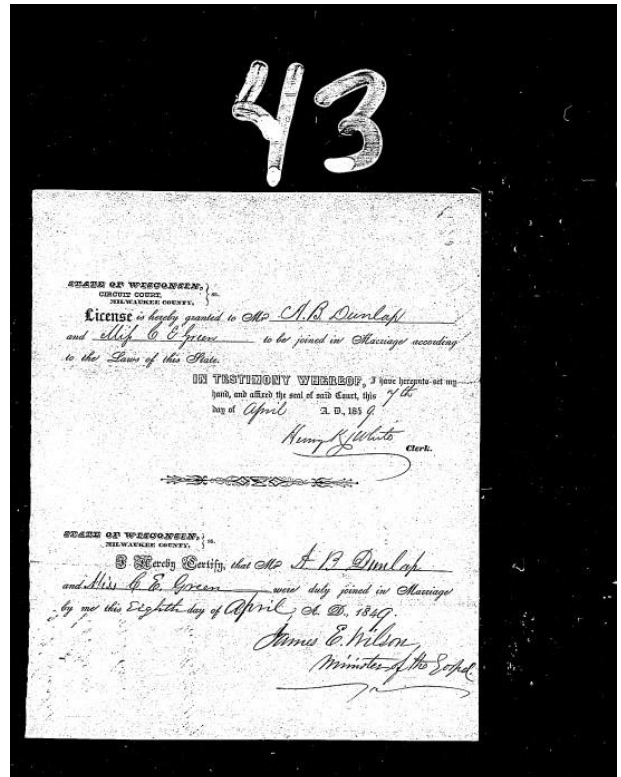 43
STATE OF WISCONSIN, } ss.
CIRCUIT COURT,
MILWAUKEE COUNTY,
License is hereby granted to Mr A. B Dunlap
and Miss C E Green to be joined in Marriage according
to the Laws of this State.
IN TESTIMONY WHEREOF, I have hereunto set my
hand, and affixed the seal of said Court, this 7th
day of April A. D., 1849.
Henry K White
Clerk.
STATE OF WISCONSIN, } ss.
MILWAUKEE COUNTY,
I Hereby Certify, that Mr A B Dunlap
and Miss C E. Green were duly joined in Marriage
by me this Eighth day of April, A. D., 1849.
James E. Wilson,
Minister of the Gospel.